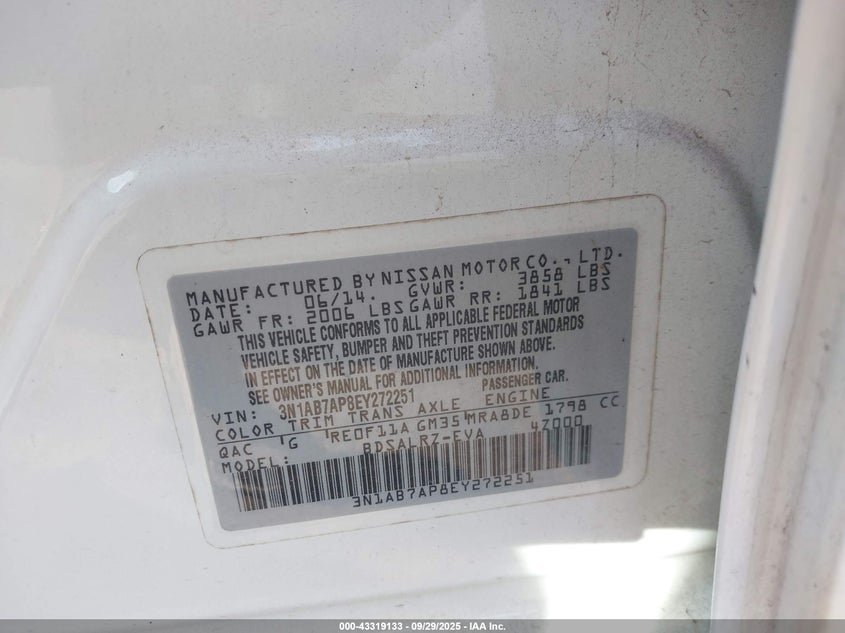 MANUFACTURED BY NISSAN MOTOR CO., LTD.
DATE: 06/14. GVWR: 3858 LBS
GAWR FR: 2006 LBS GAWR RR: 1841 LBS
THIS VEHICLE CONFORMS TO ALL APPLICABLE FEDERAL MOTOR
VEHICLE SAFETY, BUMPER AND THEFT PREVENTION STANDARDS
IN EFFECT ON THE DATE OF MANUFACTURE SHOWN ABOVE.
SEE OWNER'S MANUAL FOR ADDITIONAL INFORMATION.
VIN: 3N1AB7AP8EY272251 PASSENGER CAR.
COLOR TRIM TRANS AXLE ENGINE
QAC G RE0F11A GM35 MRA8DE 1798 CC
MODEL: BDSALRZ-EVA 47000
3N1AB7AP8EY272251
000-43319133 - 09/29/2025 - IAA Inc.